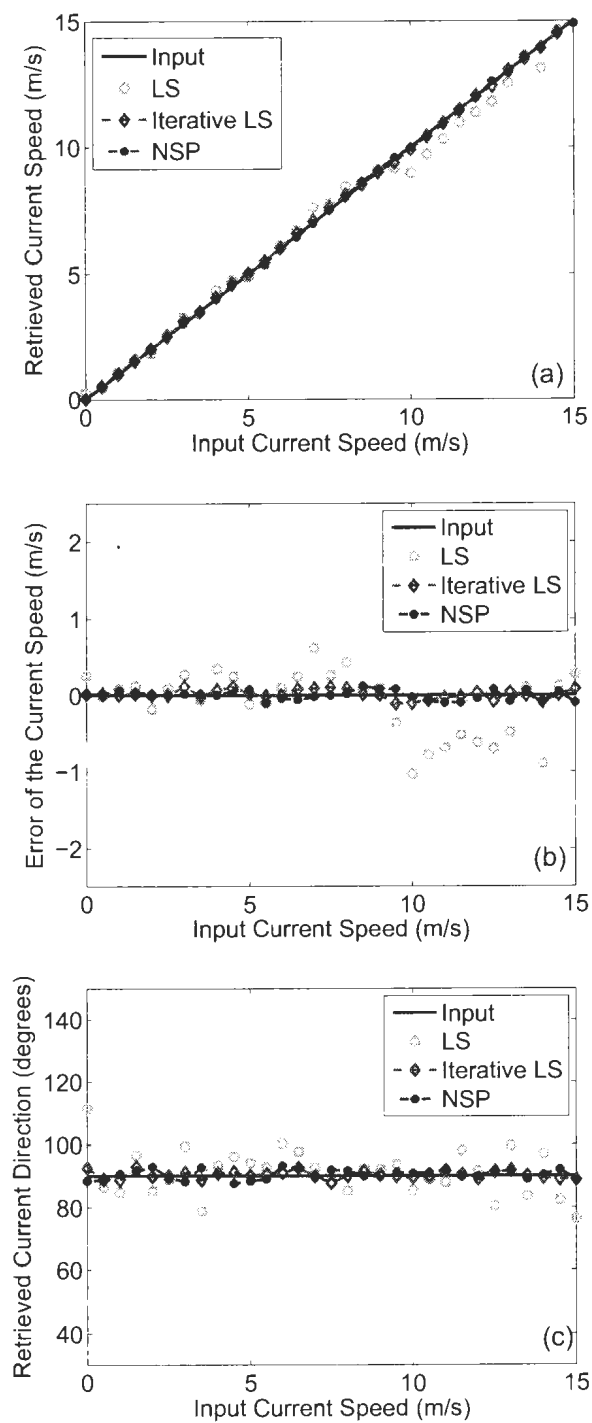 15
10
5
0
Retrieved Current Speed (m/s)
Input
LS
Iterative LS
NSP
(a)
0
5
10
15
Input Current Speed (m/s)
2
1
0
−1
−2
Error of the Current Speed (m/s)
Input
LS
Iterative LS
NSP
(b)
0
5
10
15
Input Current Speed (m/s)
140
120
100
80
60
40
Retrieved Current Direction (degrees)
Input
LS
Iterative LS
NSP
(c)
0
5
10
15
Input Current Speed (m/s)